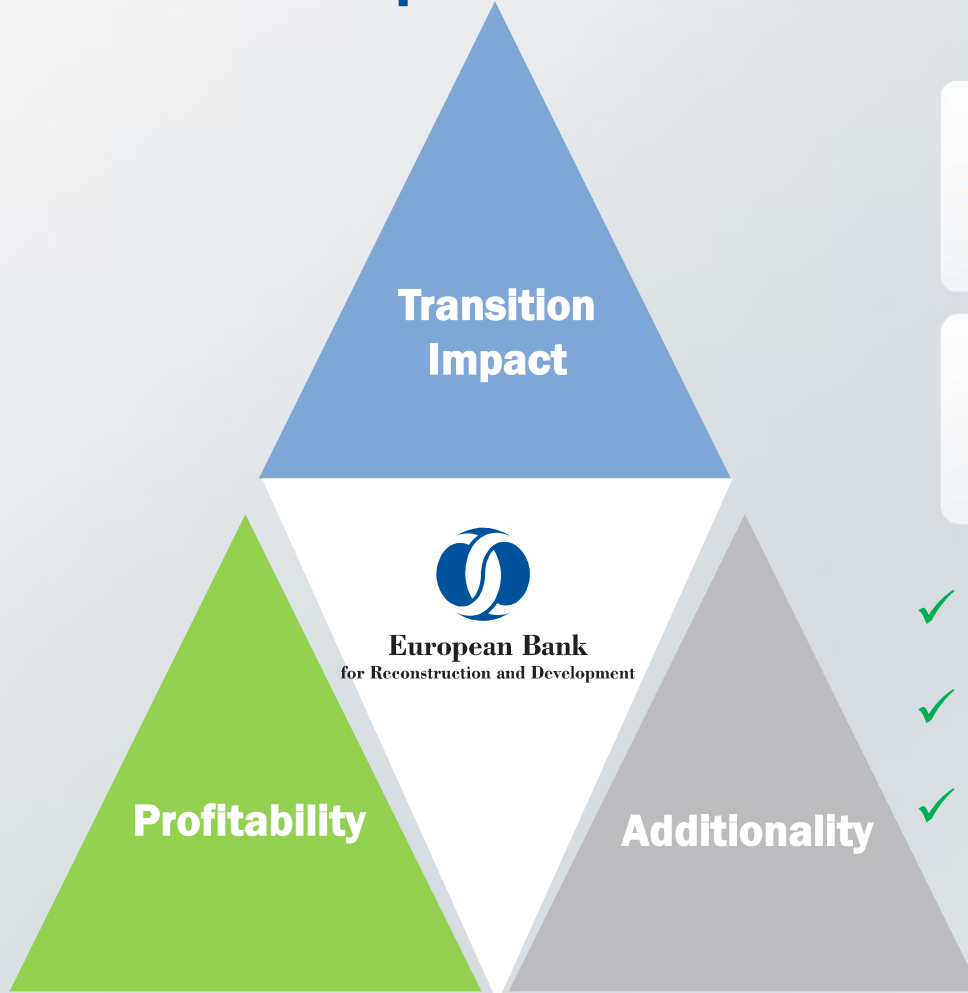 Transition
Impact
European Bank
for Reconstruction and Development
Profitability
Additionality